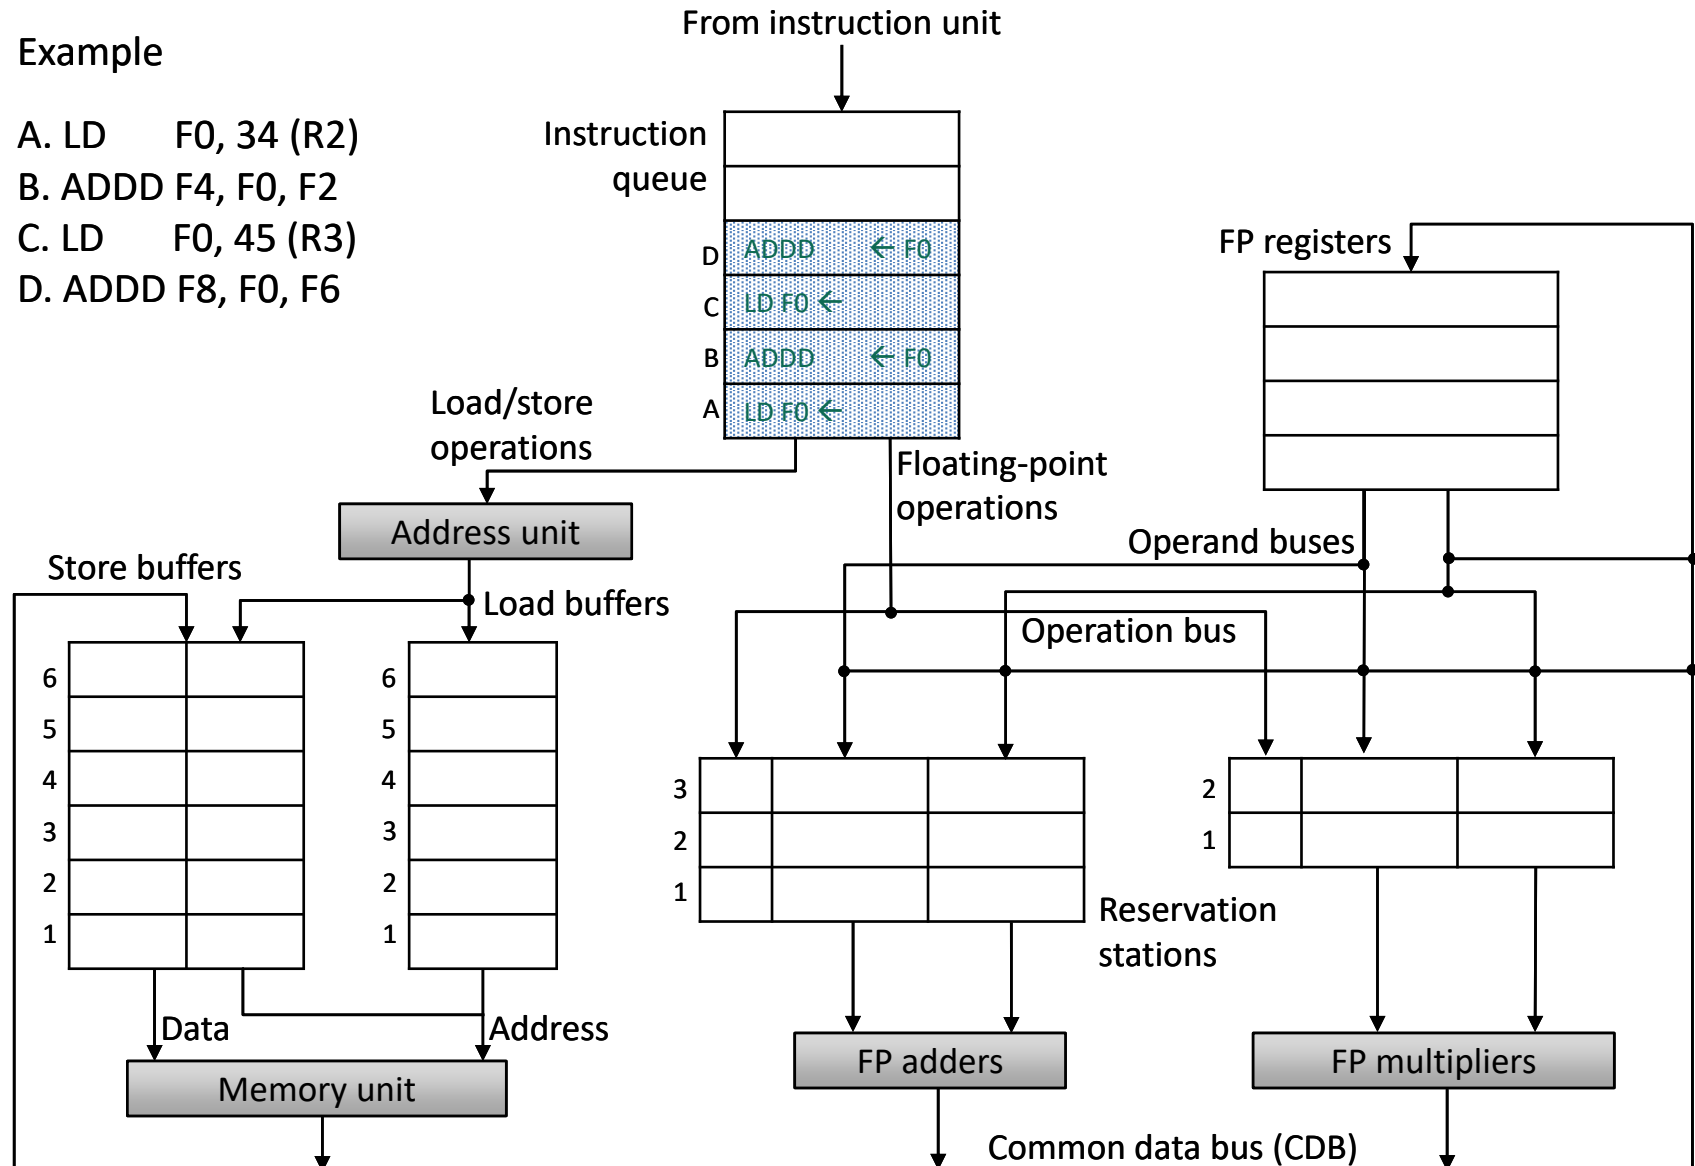 From instruction unit
Example
A. LD F0, 34 (R2)
B. ADDD F4, F0, F2
C. LD F0, 45 (R3)
D. ADDD F8, F0, F6
Instruction
queue
D ADDD ← F0
C LD F0 ←
B ADDD ← F0
A LD F0 ←
FP registers
Load/store
operations
Floating-point
operations
Address unit
Operand buses
Store buffers
Load buffers
Operation bus
6
5
4
3
2
1
6
5
4
3
2
1
3
2
1
2
1
Reservation
stations
Data
Address
Memory unit
FP adders
FP multipliers
Common data bus (CDB)